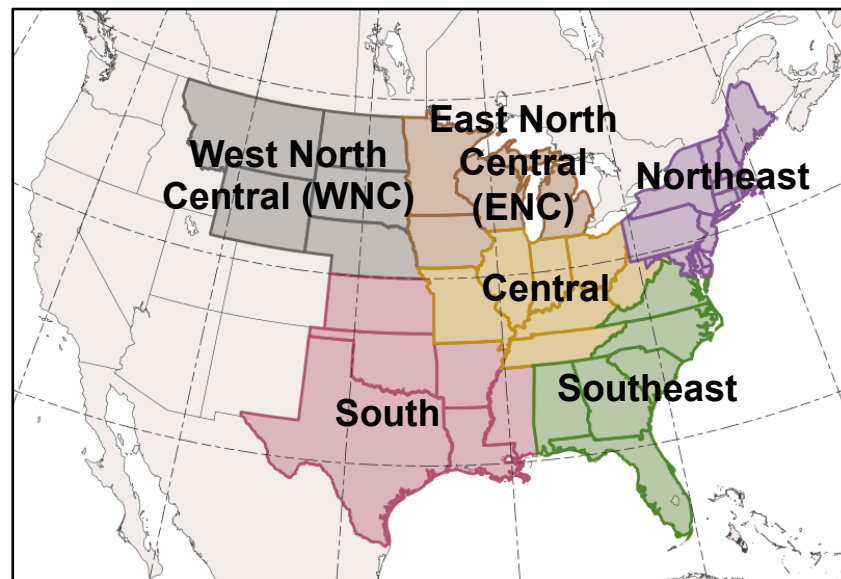 West North
Central (WNC)
East North
Central
(ENC)
Northeast
Central
Southeast
South